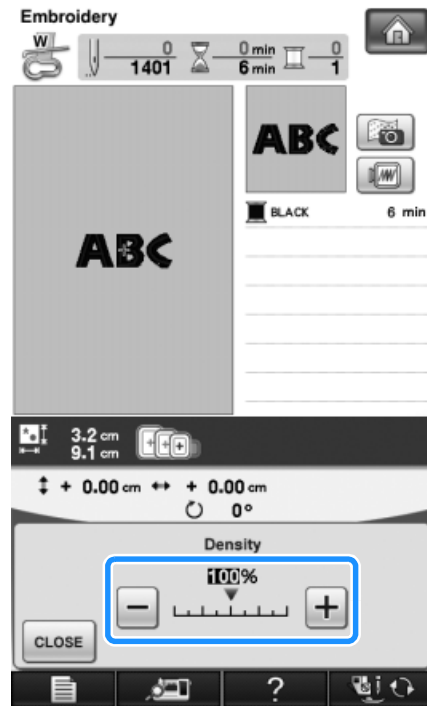 Embroidery
W
0 0 min 0
1401 6 min 1
ABC
ABC
BLACK 6 min
3.2 cm
9.1 cm
+ 0.00 cm + 0.00 cm
0°
Density
100%
− +
CLOSE
?